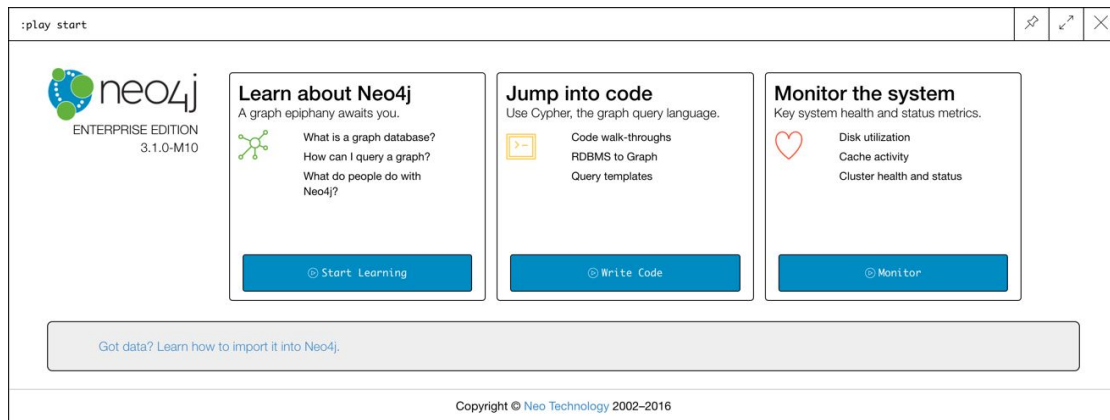 :play start
neo4j
ENTERPRISE EDITION
3.1.0-M10
Learn about Neo4j
A graph epiphany awaits you.
What is a graph database?
How can I query a graph?
What do people do with
Neo4j?
Start Learning
Jump into code
Use Cypher, the graph query language.
Code walk-throughs
RDBMS to Graph
Query templates
Write Code
Monitor the system
Key system health and status metrics.
Disk utilization
Cache activity
Cluster health and status
Monitor
Got data? Learn how to import it into Neo4j.
Copyright © Neo Technology 2002–2016